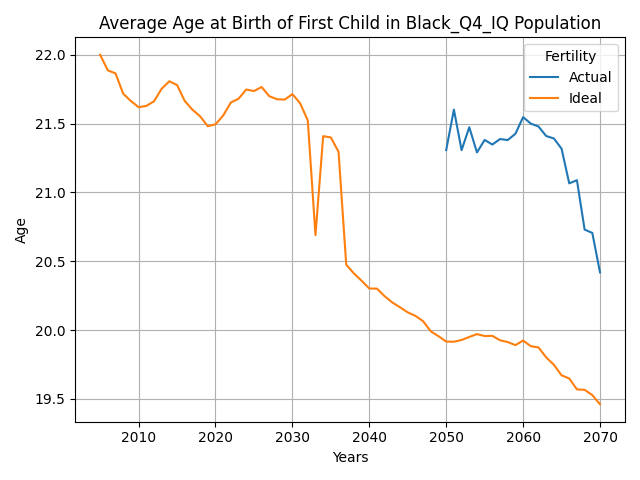 Average Age at Birth of First Child in Black_Q4_IQ Population
Fertility
Actual
Ideal
22.0
21.5
21.0
20.5
20.0
19.5
Age
2010
2020
2030
2040
2050
2060
2070
Years